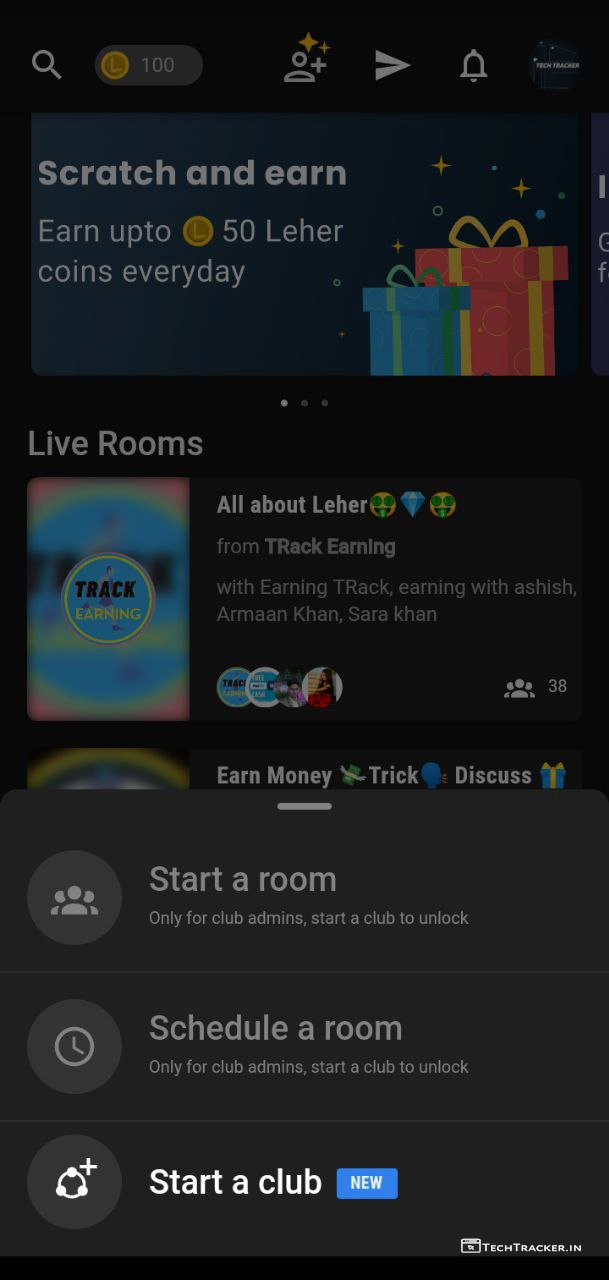 100
TECH TRACKER
Scratch and earn
Earn upto L 50 Leher
coins everyday
Live Rooms
All about Leher🤑💎🤑
from TRack EarnIng
with Earning TRack, earning with ashish,
Armaan Khan, Sara khan
TRACK
EARNING
38
Earn Money 💸Trick🗣️ Discuss 🎁
Start a room
Only for club admins, start a club to unlock
Schedule a room
Only for club admins, start a club to unlock
Start a club NEW
TECHTRACKER.IN